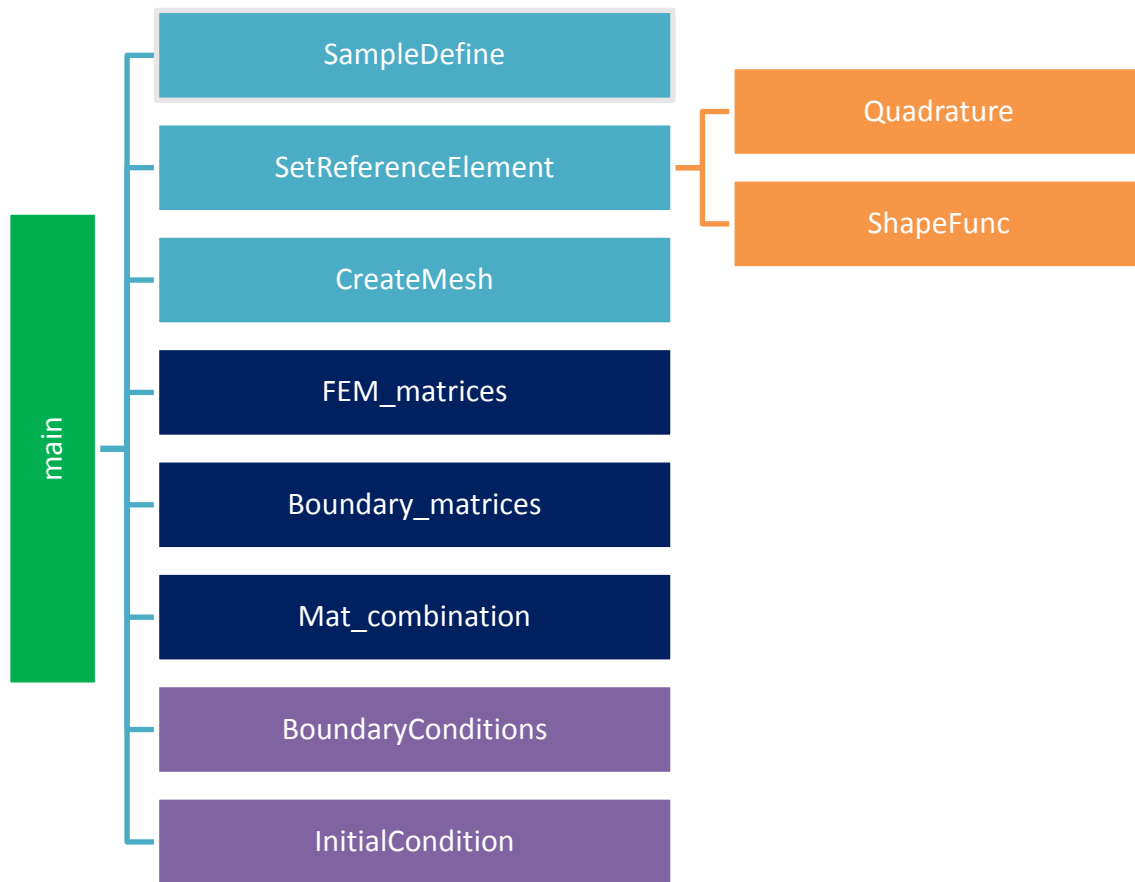 main
SampleDefine
SetReferenceElement
Quadrature
ShapeFunc
CreateMesh
FEM_matrices
Boundary_matrices
Mat_combination
BoundaryConditions
InitialCondition